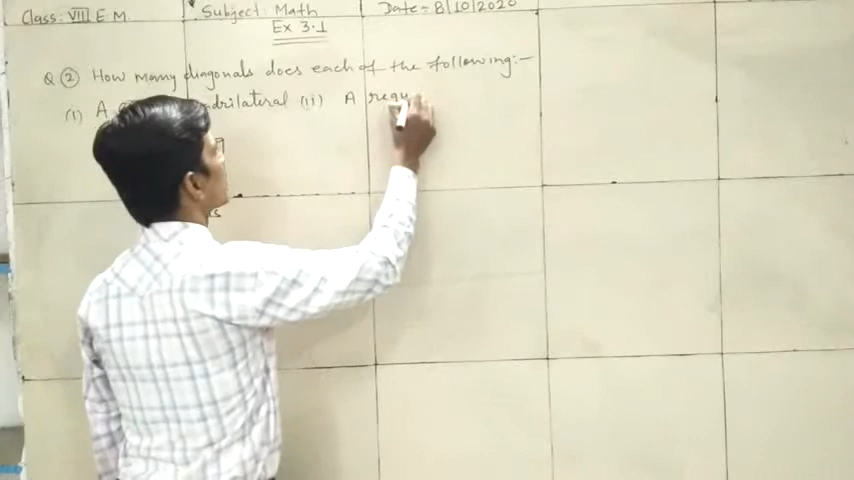 Class: VIII E M. Subject: Math Date = 8/10/2020
Ex 3.1
Q ② How many diagonals does each of the following:-
(i) A drilateral (ii) A regu